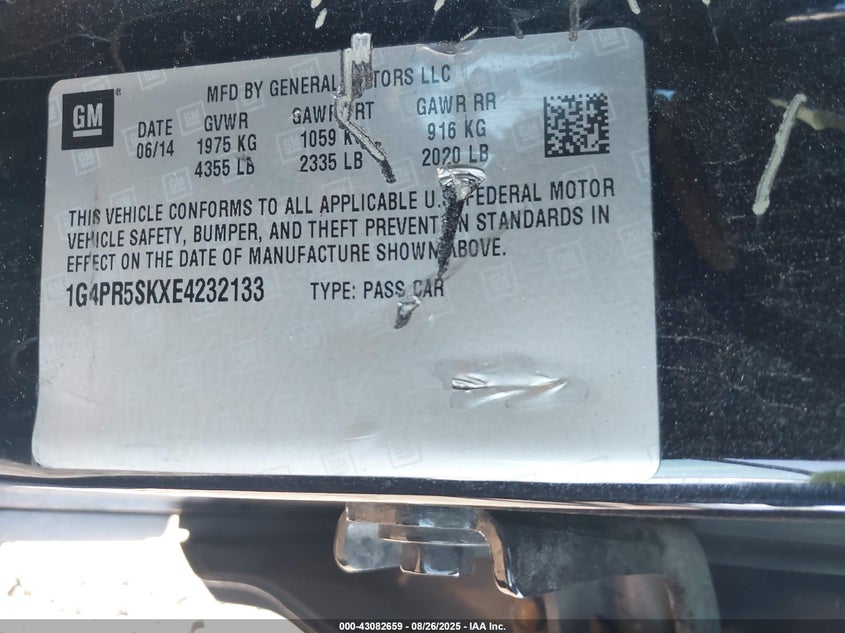 MFD BY GENERAL MOTORS LLC
GM
DATE GVWR GAWR FRT GAWR RR
06/14 1975 KG 1059 KG 916 KG
4355 LB 2335 LB 2020 LB
THIS VEHICLE CONFORMS TO ALL APPLICABLE U.S. FEDERAL MOTOR
VEHICLE SAFETY, BUMPER, AND THEFT PREVENTION STANDARDS IN
EFFECT ON THE DATE OF MANUFACTURE SHOWN ABOVE.
1G4PR5SKXE4232133 TYPE: PASS CAR
000-43082659 - 08/26/2025 - IAA Inc.